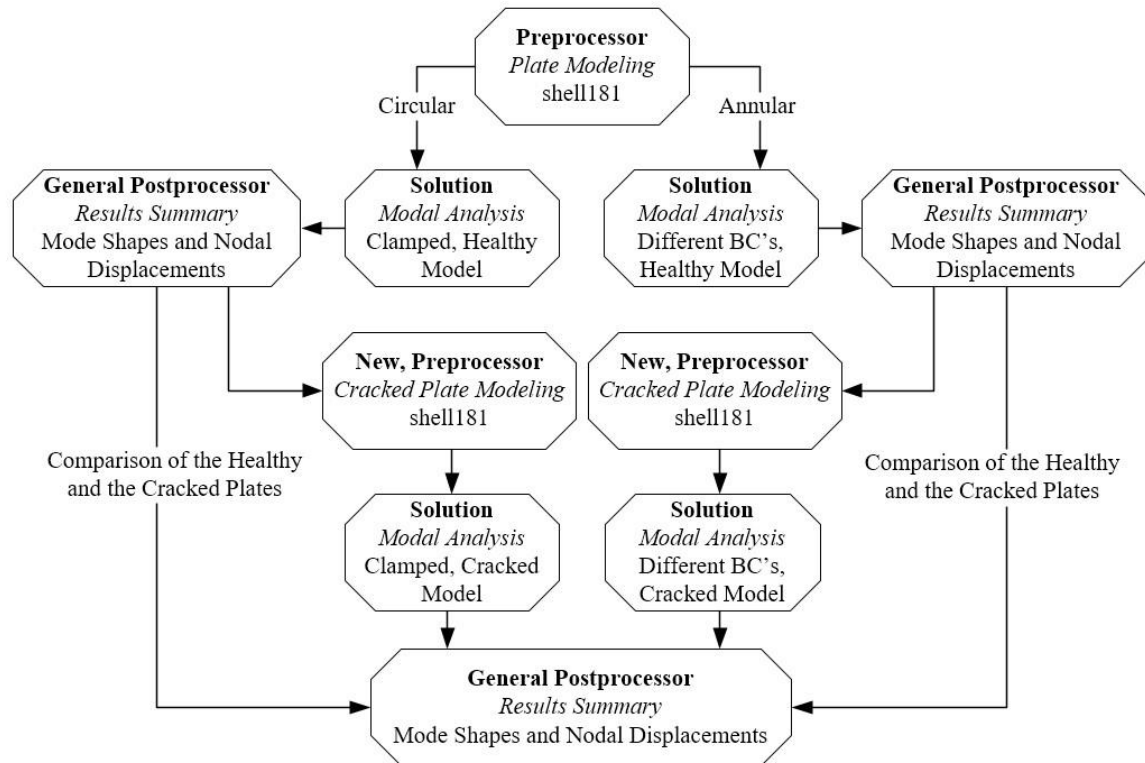 Preprocessor
Plate Modeling
shell181
Circular
Annular
General Postprocessor
Results Summary
Mode Shapes and Nodal
Displacements
Solution
Modal Analysis
Clamped, Healthy
Model
Solution
Modal Analysis
Different BC’s,
Healthy Model
General Postprocessor
Results Summary
Mode Shapes and Nodal
Displacements
New, Preprocessor
Cracked Plate Modeling
shell181
New, Preprocessor
Cracked Plate Modeling
shell181
Comparison of the Healthy
and the Cracked Plates
Comparison of the Healthy
and the Cracked Plates
Solution
Modal Analysis
Clamped, Cracked
Model
Solution
Modal Analysis
Different BC’s,
Cracked Model
General Postprocessor
Results Summary
Mode Shapes and Nodal Displacements